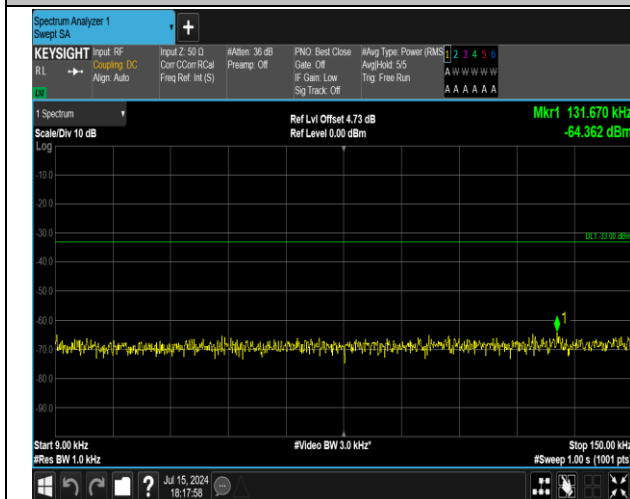 Spectrum Analyzer 1
Swept SA
+
KEYSIGHT
RL
Input: RF
Coupling: DC
Align: Auto
Input Z: 50 Ω
Corr CCorr RCal
Freq Ref: Int (S)
#Atten: 36 dB
Preamp: Off
PNO: Best Close
Gate: Off
IF Gain: Low
Sig Track: Off
#Avg Type: Power (RMS
Avg|Hold: 5/5
Trig: Free Run
1 2 3 4 5 6
A W W W W W
A A A A A A
1 Spectrum
Scale/Div 10 dB
Log
Ref Lvl Offset 4.73 dB
Ref Level 0.00 dBm
Mkr1 131.670 kHz
-64.362 dBm
-10.0
-20.0
-30.0
DL1 -33.00 dBm
-40.0
-50.0
-60.0
1
-70.0
-80.0
-90.0
Start 9.00 kHz
#Res BW 1.0 kHz
#Video BW 3.0 kHz*
Stop 150.00 kHz
#Sweep 1.00 s (1001 pts)
?
Jul 15, 2024
18:17:58